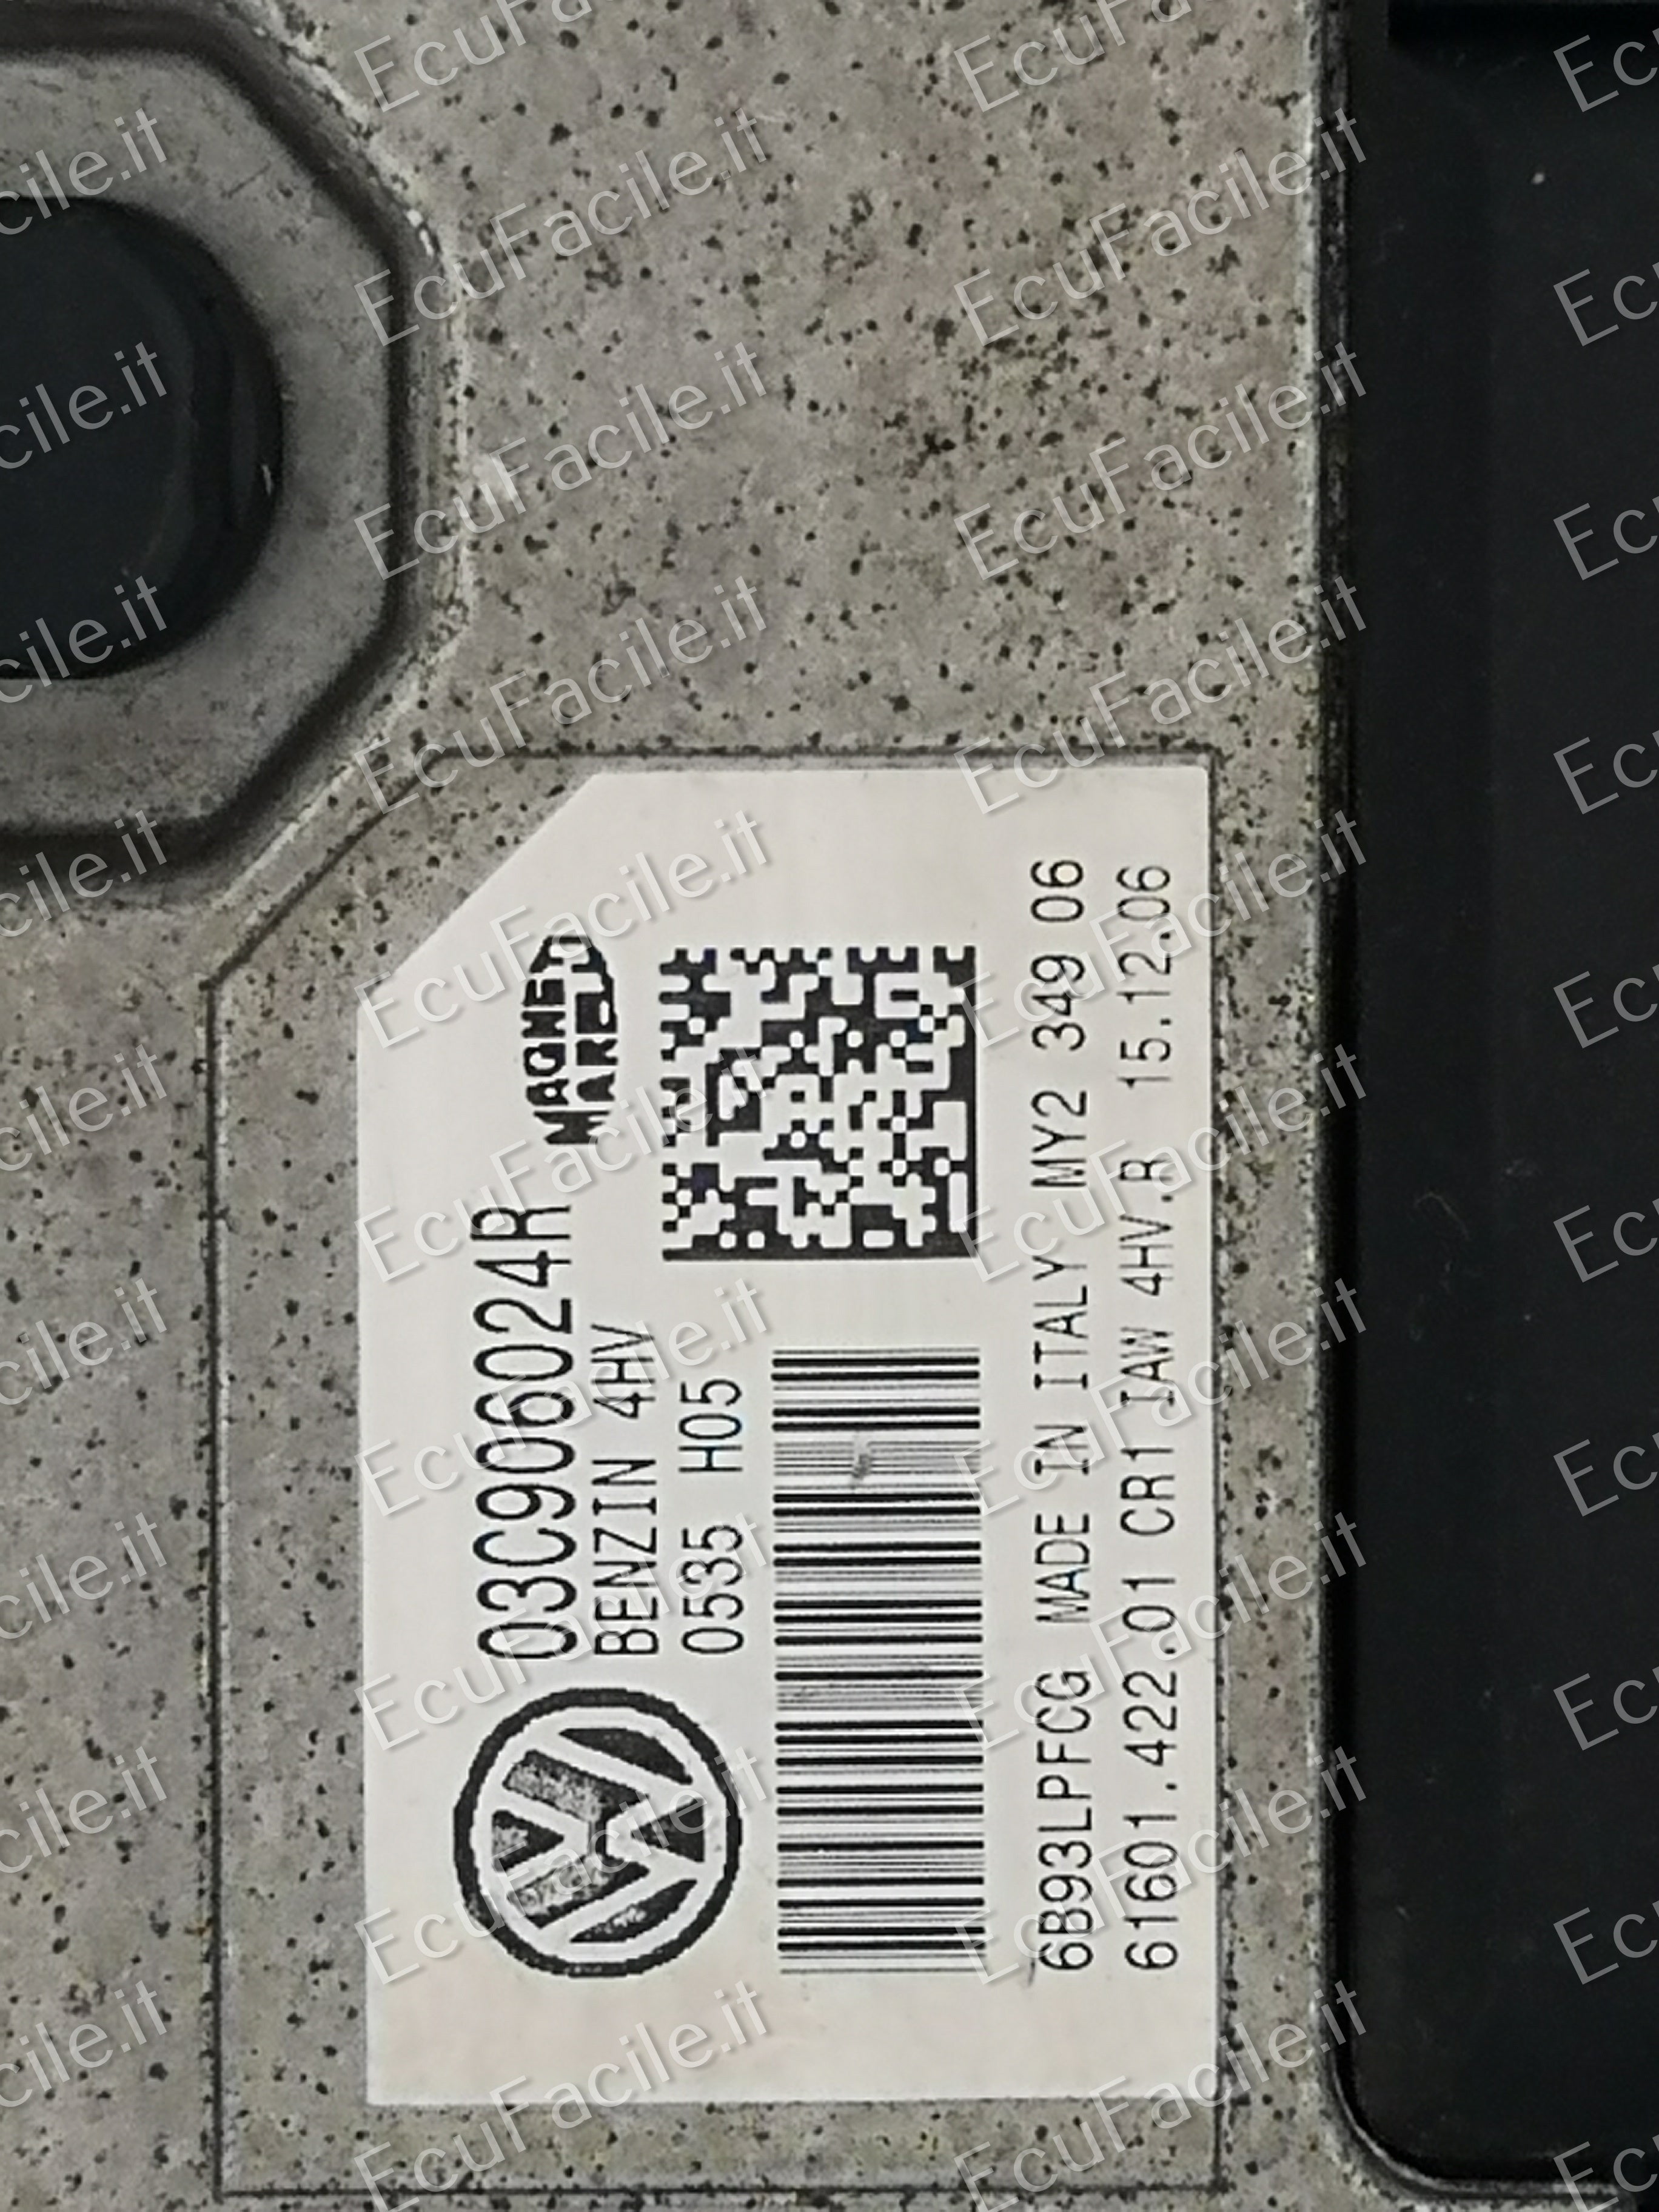 03C906024R
BENZIN 4HV
0535 H05
MAGNETI
MARELLI
6B93LPFCG MADE IN ITALY MY2 349 06
61601.422.01 CR1 IAW 4HV.R 15.12.06
EcuFacile.it